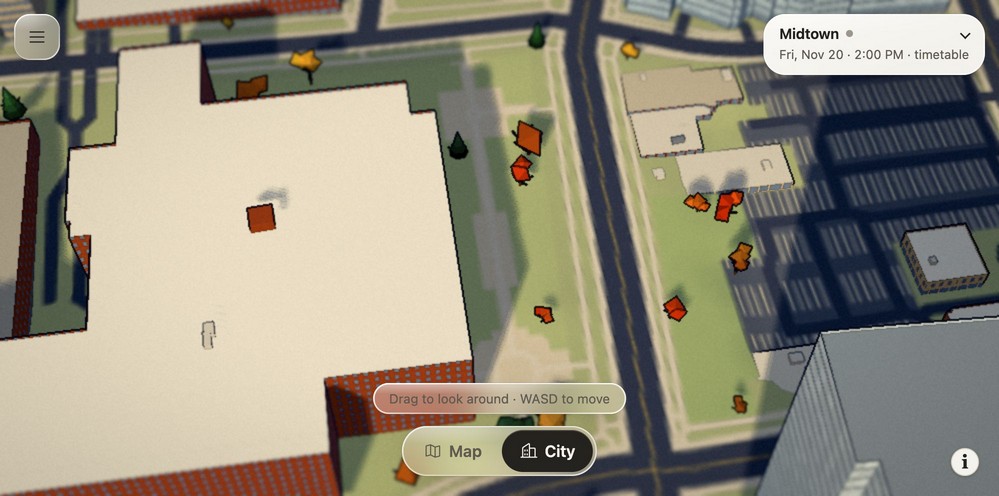 Midtown
Fri, Nov 20 · 2:00 PM · timetable
Drag to look around · WASD to move
Map
City
i